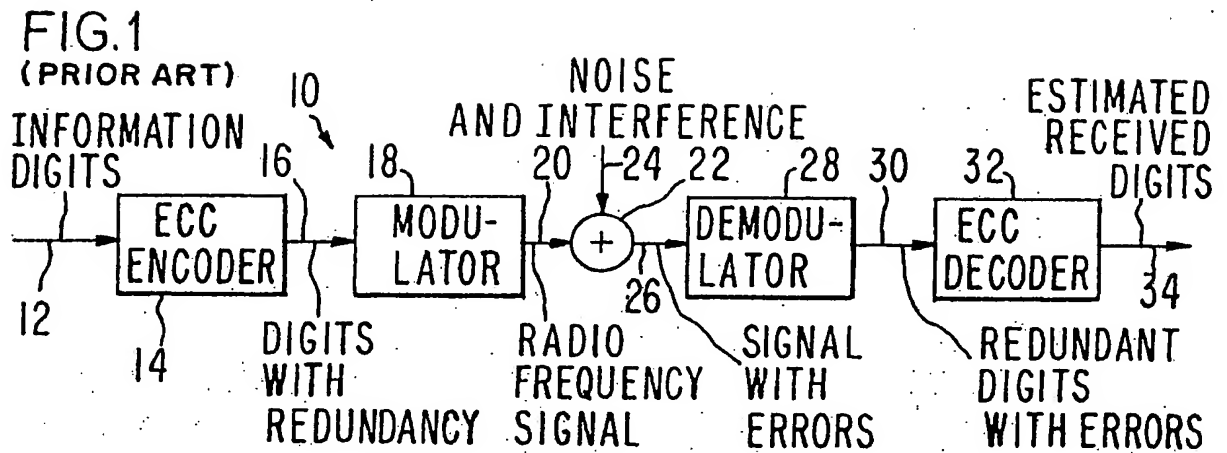 FIG.1
(PRIOR ART)
10
NOISE
AND INTERFERENCE
ESTIMATED
RECEIVED
DIGITS
INFORMATION
DIGITS
16
18
20
24
22
28
30
32
ECC
ENCODER
MODU-
LATOR
+
DEMODU-
LATOR
ECC
DECODER
12
14
26
34
DIGITS
WITH
REDUNDANCY
RADIO
FREQUENCY
SIGNAL
SIGNAL
WITH
ERRORS
REDUNDANT
DIGITS
WITH ERRORS